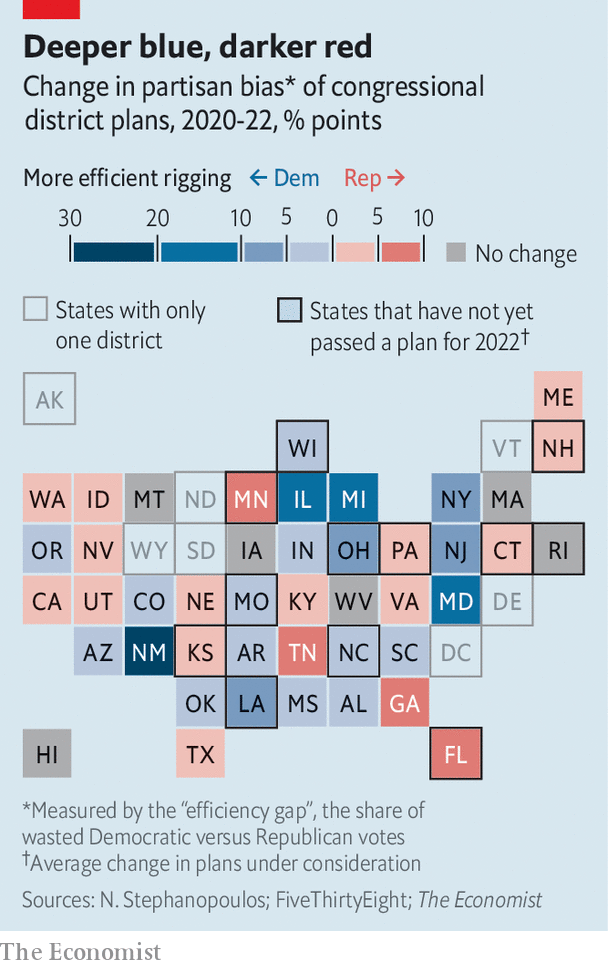 Deeper blue, darker red
Change in partisan bias* of congressional
district plans, 2020-22, % points
More efficient rigging ← Dem Rep →
30 20 10 5 0 5 10
No change
States with only
one district
States that have not yet
passed a plan for 2022†
AK ME
WI VT NH
WA ID MT ND MN IL MI NY MA
OR NV WY SD IA IN OH PA NJ CT RI
CA UT CO NE MO KY WV VA MD DE
AZ NM KS AR TN NC SC DC
OK LA MS AL GA
HI TX FL
*Measured by the “efficiency gap”, the share of
wasted Democratic versus Republican votes
†Average change in plans under consideration
Sources: N. Stephanopoulos; FiveThirtyEight; The Economist
The Economist